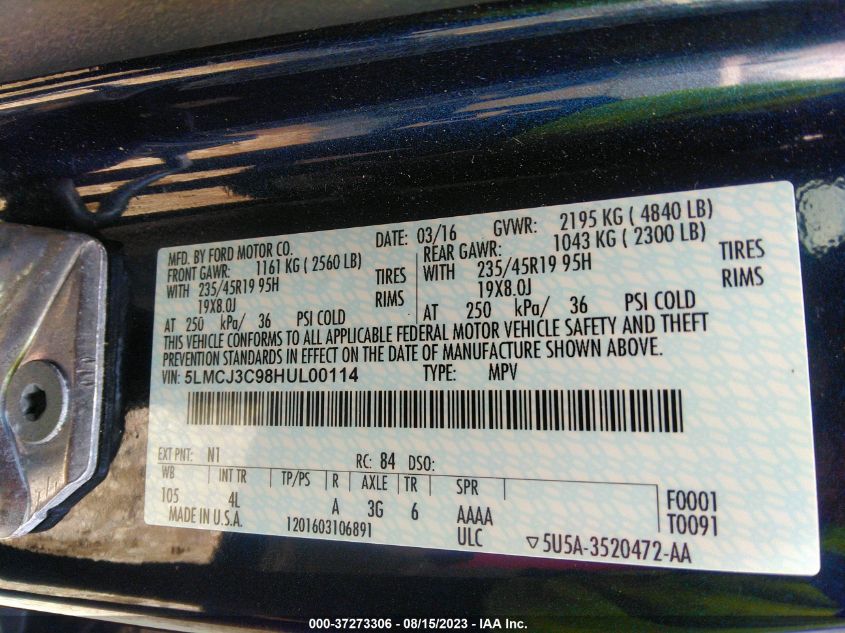 MFD. BY FORD MOTOR CO. DATE: 03/16 GVWR: 2195 KG ( 4840 LB)
FRONT GAWR: 1161 KG ( 2560 LB) REAR GAWR: 1043 KG ( 2300 LB)
WITH 235/45R19 95H TIRES WITH 235/45R19 95H TIRES
19X8.0J RIMS 19X8.0J RIMS
AT 250 kPa/ 36 PSI COLD AT 250 kPa/ 36 PSI COLD
THIS VEHICLE CONFORMS TO ALL APPLICABLE FEDERAL MOTOR VEHICLE SAFETY AND THEFT
PREVENTION STANDARDS IN EFFECT ON THE DATE OF MANUFACTURE SHOWN ABOVE.
VIN: 5LMCJ3C98HUL00114 TYPE: MPV
EXT PNT: N1 RC: 84 DSO:
WB INT TR TP/PS R AXLE TR SPR
105 4L A 3G 6 AAAA F0001
MADE IN U.S.A. 1201603106891 ULC T0091
▽5U5A-3520472-AA
000-37273306 - 08/15/2023 - IAA Inc.